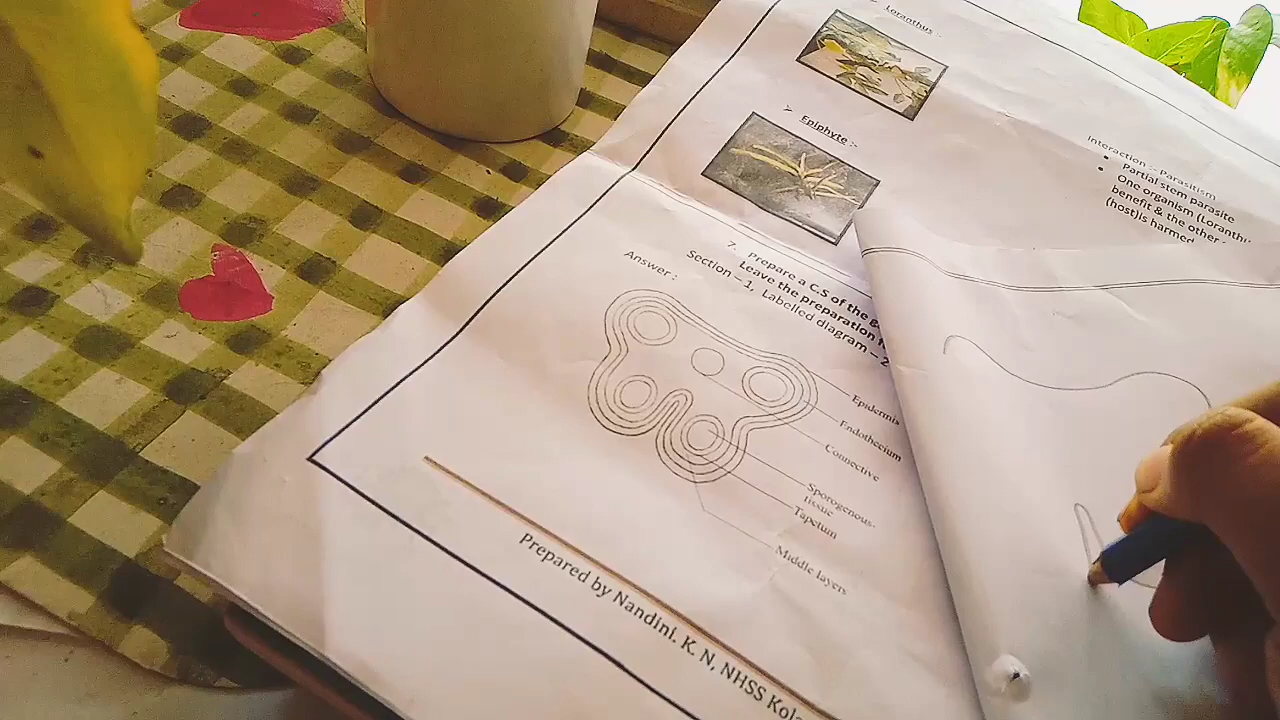 Loranthus :-
Epiphyte :-
Interaction :- Parasitism
Partial stem parasite
One organism
benefit & the other
(host)is harmed
7. Prepare a C.S of the
Leave the preparation
Section – 1, Labelled diagram – 2
Answer :
Epidermis
Endothecium
Connective
Sporogenous-
tissue
Tapetum
Middle layers
Prepared by Nandini. K. N, NHSS